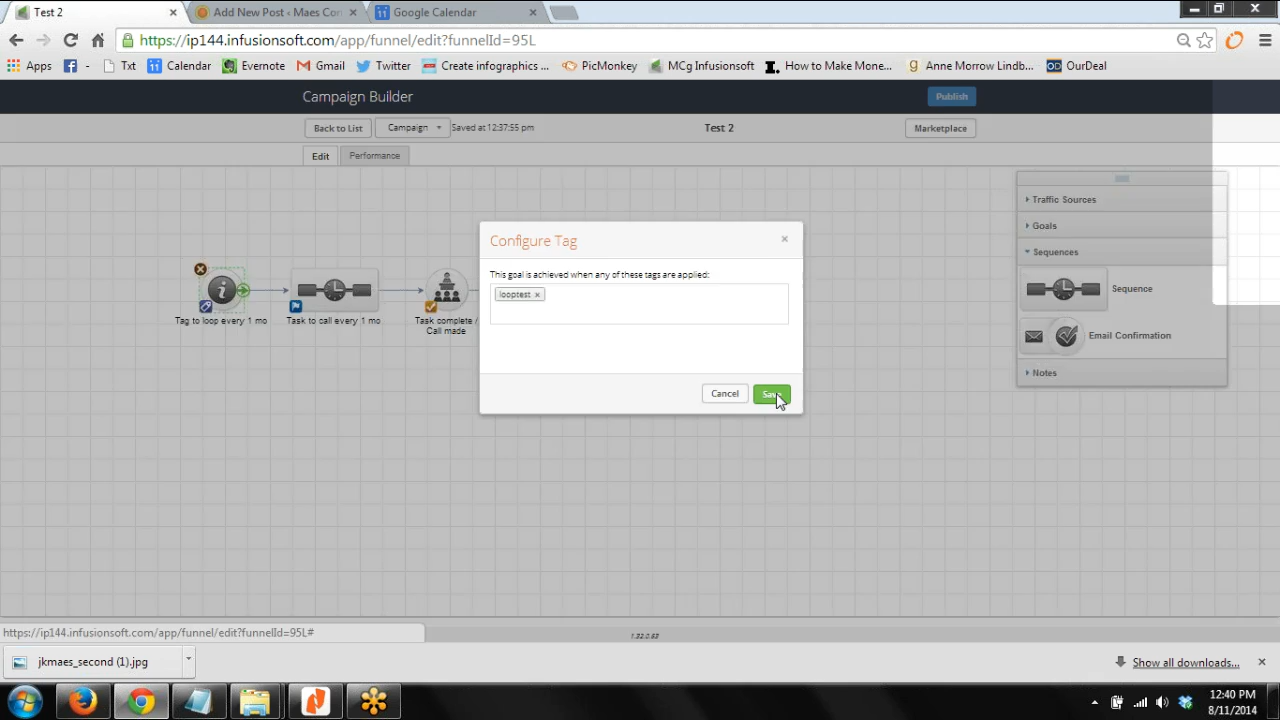 Test 2
Add New Post ‹ Maes Con
Google Calendar
https://ip144.infusionsoft.com/app/funnel/edit?funnelId=95L
Apps
Txt
Calendar
Evernote
Gmail
Twitter
Create infographics ...
PicMonkey
MCg Infusionsoft
How to Make Mone...
Anne Morrow Lindb...
OurDeal
Campaign Builder
Publish
Back to List
Campaign
Saved at 12:37:55 pm
Test 2
Marketplace
Edit
Performance
Traffic Sources
Goals
Sequences
Sequence
Email Confirmation
Notes
Configure Tag
×
This goal is achieved when any of these tags are applied:
looptest ×
Cancel
Save
Tag to loop every 1 mo
Task to call every 1 mo
Task complete /
Call made
https://ip144.infusionsoft.com/app/funnel/edit?funnelId=95L#
1.32.0.63
jkmaes_second (1).jpg
Show all downloads...
12:40 PM
8/11/2014